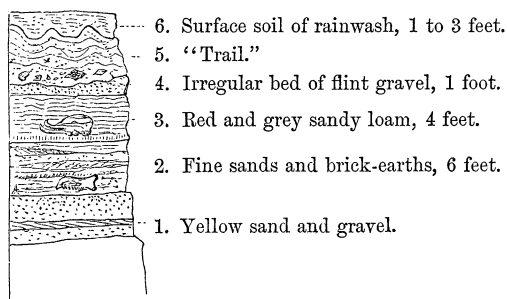 6. Surface soil of rainwash, 1 to 3 feet.
5. “Trail.”
4. Irregular bed of flint gravel, 1 foot.
3. Red and grey sandy loam, 4 feet.
2. Fine sands and brick-earths, 6 feet.
1. Yellow sand and gravel.